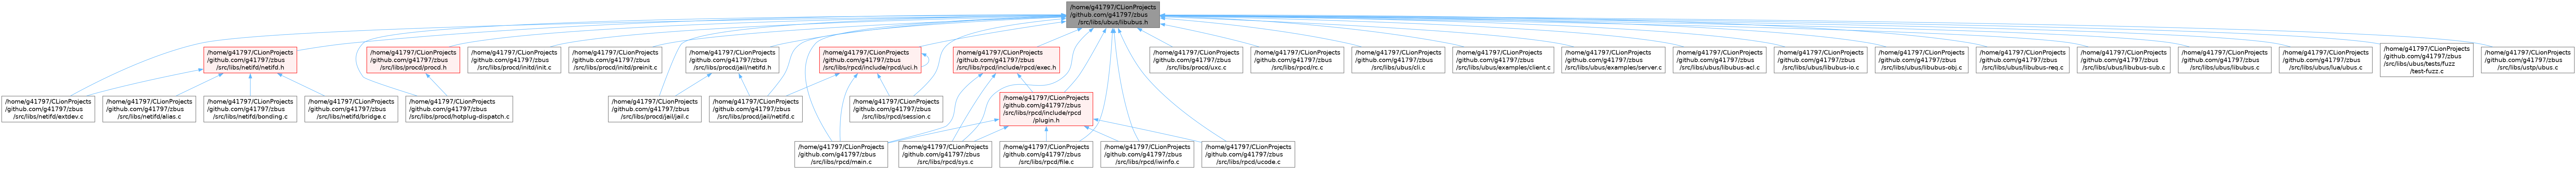 /home/g41797/CLionProjects
/github.com/g41797/zbus
/src/libs/ubus/libubus.h
/home/g41797/CLionProjects
/github.com/g41797/zbus
/src/libs/netifd/netifd.h
/home/g41797/CLionProjects
/github.com/g41797/zbus
/src/libs/procd/procd.h
/home/g41797/CLionProjects
/github.com/g41797/zbus
/src/libs/procd/initd/init.c
/home/g41797/CLionProjects
/github.com/g41797/zbus
/src/libs/procd/initd/preinit.c
/home/g41797/CLionProjects
/github.com/g41797/zbus
/src/libs/procd/jail/netifd.h
/home/g41797/CLionProjects
/github.com/g41797/zbus
/src/libs/rpcd/include/rpcd/uci.h
/home/g41797/CLionProjects
/github.com/g41797/zbus
/src/libs/rpcd/include/rpcd/exec.h
/home/g41797/CLionProjects
/github.com/g41797/zbus
/src/libs/procd/uxc.c
/home/g41797/CLionProjects
/github.com/g41797/zbus
/src/libs/rpcd/rc.c
/home/g41797/CLionProjects
/github.com/g41797/zbus
/src/libs/ubus/cli.c
/home/g41797/CLionProjects
/github.com/g41797/zbus
/src/libs/ubus/examples/client.c
/home/g41797/CLionProjects
/github.com/g41797/zbus
/src/libs/ubus/examples/server.c
/home/g41797/CLionProjects
/github.com/g41797/zbus
/src/libs/ubus/libubus-acl.c
/home/g41797/CLionProjects
/github.com/g41797/zbus
/src/libs/ubus/libubus-io.c
/home/g41797/CLionProjects
/github.com/g41797/zbus
/src/libs/ubus/libubus-obj.c
/home/g41797/CLionProjects
/github.com/g41797/zbus
/src/libs/ubus/libubus-req.c
/home/g41797/CLionProjects
/github.com/g41797/zbus
/src/libs/ubus/libubus-sub.c
/home/g41797/CLionProjects
/github.com/g41797/zbus
/src/libs/ubus/libubus.c
/home/g41797/CLionProjects
/github.com/g41797/zbus
/src/libs/ubus/lua/ubus.c
/home/g41797/CLionProjects
/github.com/g41797/zbus
/src/libs/ubus/tests/fuzz
/test-fuzz.c
/home/g41797/CLionProjects
/github.com/g41797/zbus
/src/libs/ustp/ubus.c
/home/g41797/CLionProjects
/github.com/g41797/zbus
/src/libs/netifd/extdev.c
/home/g41797/CLionProjects
/github.com/g41797/zbus
/src/libs/netifd/alias.c
/home/g41797/CLionProjects
/github.com/g41797/zbus
/src/libs/netifd/bonding.c
/home/g41797/CLionProjects
/github.com/g41797/zbus
/src/libs/netifd/bridge.c
/home/g41797/CLionProjects
/github.com/g41797/zbus
/src/libs/procd/hotplug-dispatch.c
/home/g41797/CLionProjects
/github.com/g41797/zbus
/src/libs/procd/jail/jail.c
/home/g41797/CLionProjects
/github.com/g41797/zbus
/src/libs/procd/jail/netifd.c
/home/g41797/CLionProjects
/github.com/g41797/zbus
/src/libs/rpcd/session.c
/home/g41797/CLionProjects
/github.com/g41797/zbus
/src/libs/rpcd/include/rpcd
/plugin.h
/home/g41797/CLionProjects
/github.com/g41797/zbus
/src/libs/rpcd/main.c
/home/g41797/CLionProjects
/github.com/g41797/zbus
/src/libs/rpcd/sys.c
/home/g41797/CLionProjects
/github.com/g41797/zbus
/src/libs/rpcd/file.c
/home/g41797/CLionProjects
/github.com/g41797/zbus
/src/libs/rpcd/iwinfo.c
/home/g41797/CLionProjects
/github.com/g41797/zbus
/src/libs/rpcd/ucode.c